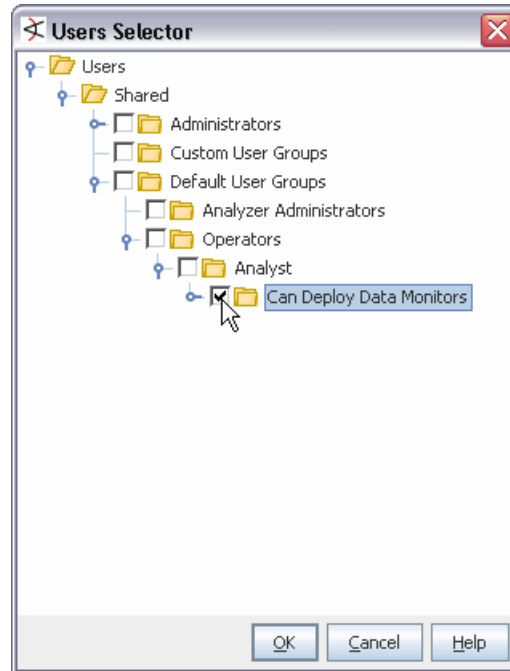 Users Selector
Users
Shared
Administrators
Custom User Groups
Default User Groups
Analyzer Administrators
Operators
Analyst
Can Deploy Data Monitors
OK Cancel Help